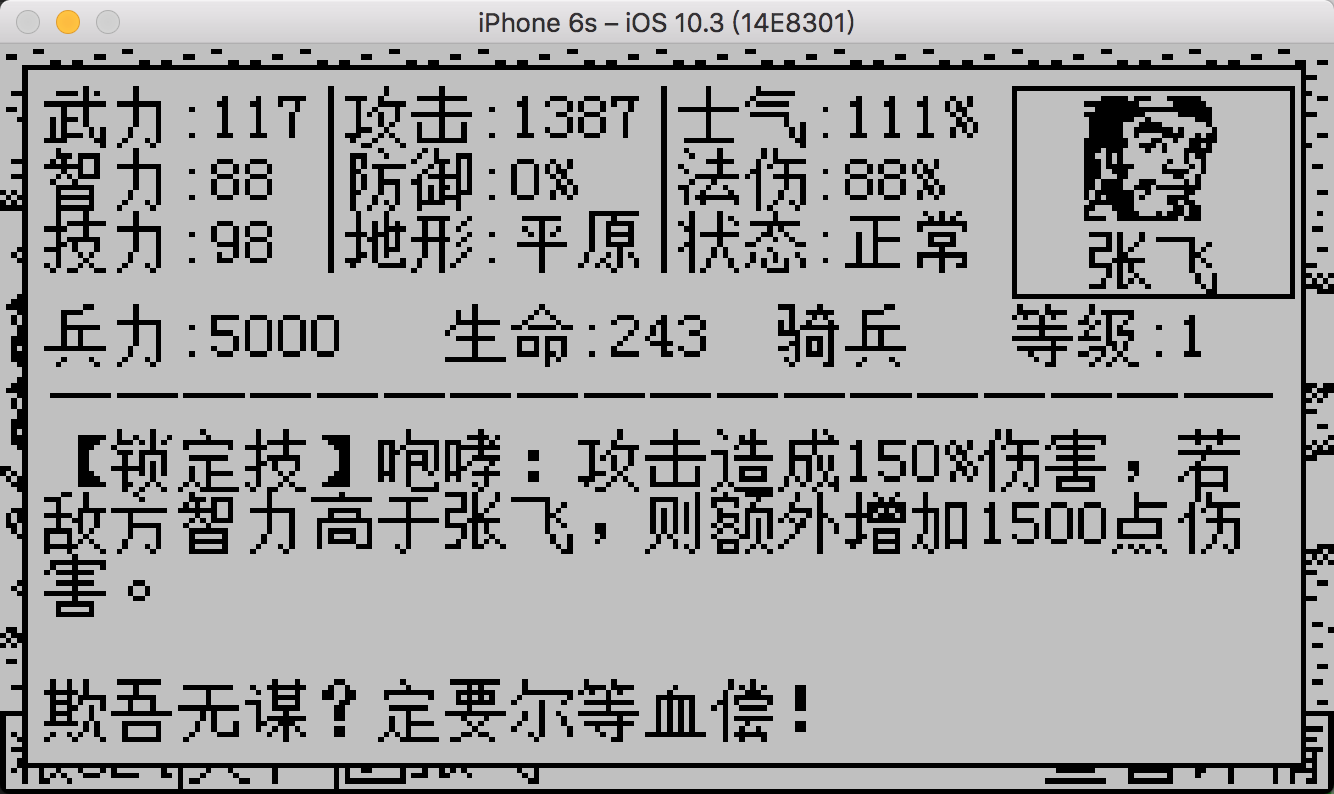 iPhone 6s – iOS 10.3 (14E8301)
武力:117 攻击:1387 士气:111%
智力:88 防御:0% 法伤:88%
技力:98 地形:平原 状态:正常
张飞
兵力:5000 生命:243 骑兵 等级:1
【锁定技】咆哮:攻击造成150%伤害,若
敌方智力高于张飞,则额外增加1500点伤
害。
欺吾无谋?定要尔等血偿!